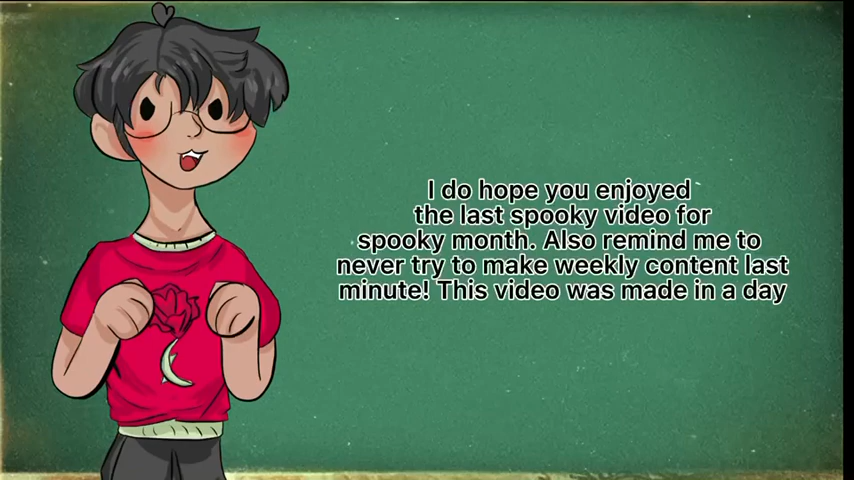 I do hope you enjoyed
the last spooky video for
spooky month. Also remind me to
never try to make weekly content last
minute! This video was made in a day